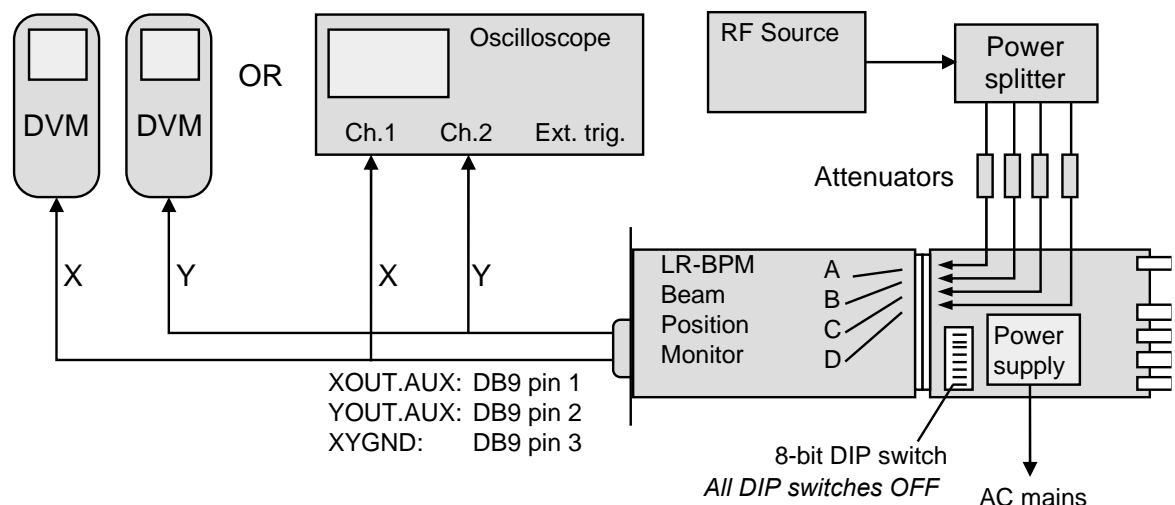 DVM
DVM
OR
Oscilloscope
Ch.1 Ch.2 Ext. trig.
RF Source
Power
splitter
Attenuators
X
Y
X
Y
LR-BPM
Beam
Position
Monitor
A
B
C
D
Power
supply
XOUT.AUX: DB9 pin 1
YOUT.AUX: DB9 pin 2
XYGND: DB9 pin 3
8-bit DIP switch
All DIP switches OFF
AC mains